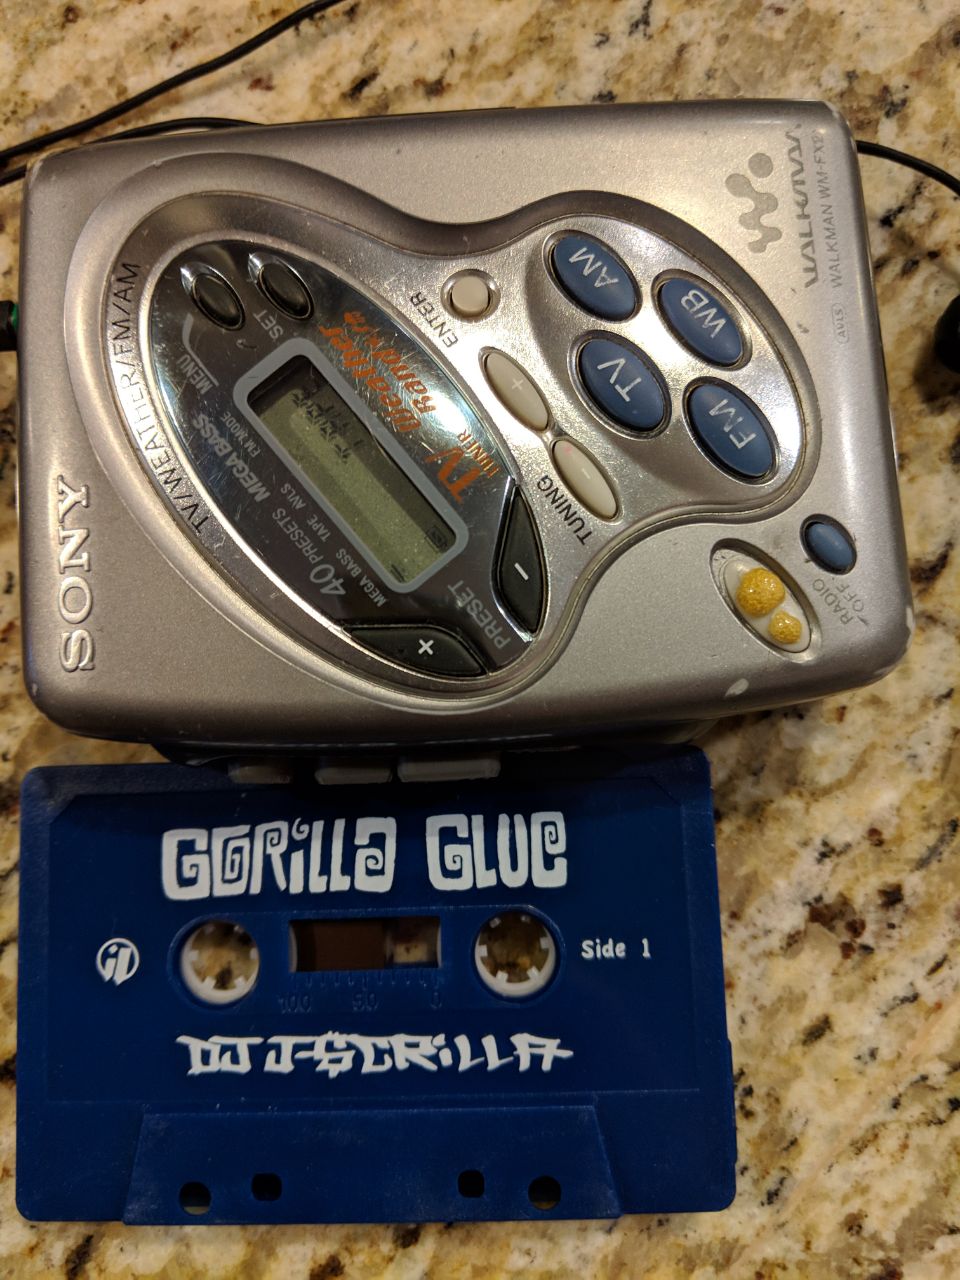 SONY
TV/WEATHER/FM/AM
MENU
SET
MEGA BASS
FM MODE
40 PRESETS
TAPE AVLS
MEGA BASS
TV
TUNER
Weather
Band
ENTER
TUNING
+
-
PRESET
-
+
AM
WB
TV
FM
RADIO
OFF
WALKMAN
WALKMAN WM-FX2
AVLS
GORILLA GLUE
Side 1
100 50 0
DJ J-$CRILLA